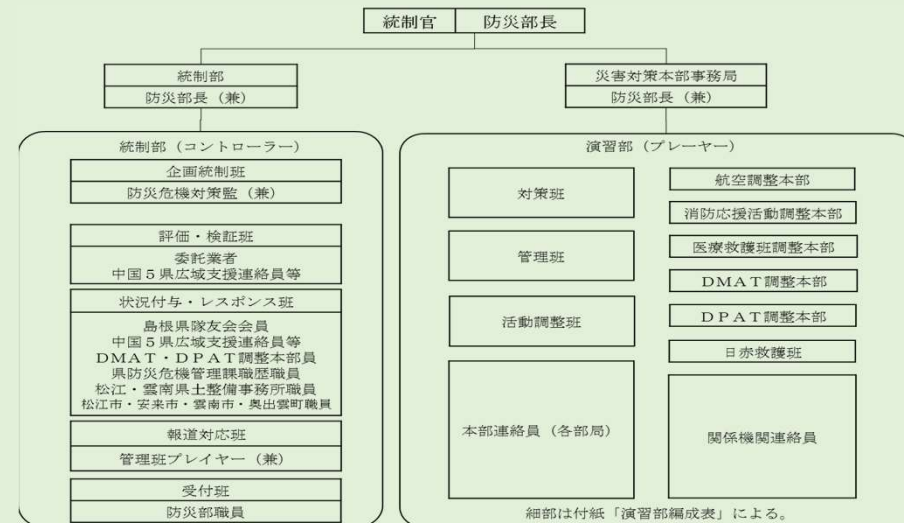 統制官 防災部長
統制部
防災部長（兼）
災害対策本部事務局
防災部長（兼）
統制部（コントローラー）
企画統制班
防災危機対策監（兼）
評価・検証班
委託業者
中国５県広域支援連絡員等
状況付与・レスポンス班
島根県隊友会会員
中国５県広域支援連絡員等
ＤＭＡＴ・ＤＰＡＴ調整本部員
県防災危機管理課職歴職員
松江・雲南県土整備事務所職員
松江市・安来市・雲南市・奥出雲町職員
報道対応班
管理班プレイヤー（兼）
受付班
防災部職員
演習部（プレーヤー）
対策班
管理班
活動調整班
本部連絡員（各部局）
航空調整本部
消防応援活動調整本部
医療救護班調整本部
ＤＭＡＴ調整本部
ＤＰＡＴ調整本部
日赤救護班
関係機関連絡員
細部は付紙「演習部編成表」による。